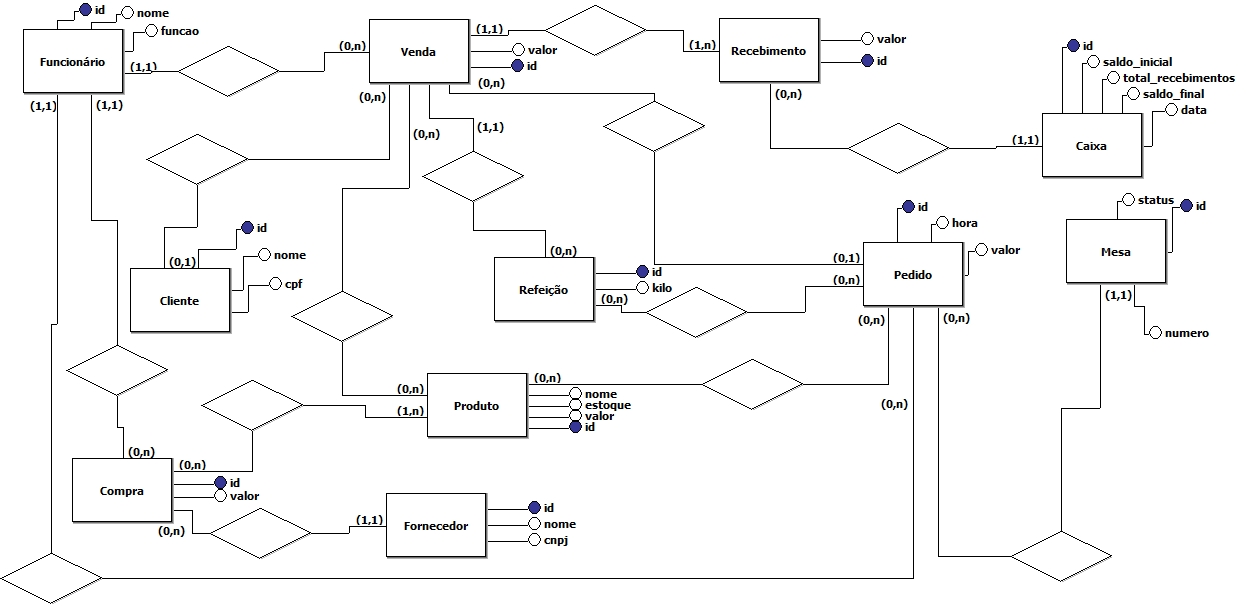 id
nome
funcao
Funcionário
(1,1)
(1,1)
(1,1)
(0,n)
Venda
(1,1)
valor
id
(0,n)
(0,n)
(0,n)
(1,1)
(1,n)
Recebimento
valor
id
(0,n)
id
saldo_inicial
total_recebimentos
saldo_final
data
(1,1)
Caixa
status
id
Mesa
(1,1)
numero
id
hora
valor
(0,1)
Pedido
(0,n)
(0,n)
(0,n)
(0,n)
(0,n)
Refeição
id
kilo
(0,n)
id
(0,1)
nome
Cliente
cpf
(0,n)
(0,n)
(1,n)
Produto
nome
estoque
valor
id
(0,n)
(0,n)
Compra
id
valor
(0,n)
(1,1)
Fornecedor
id
nome
cnpj